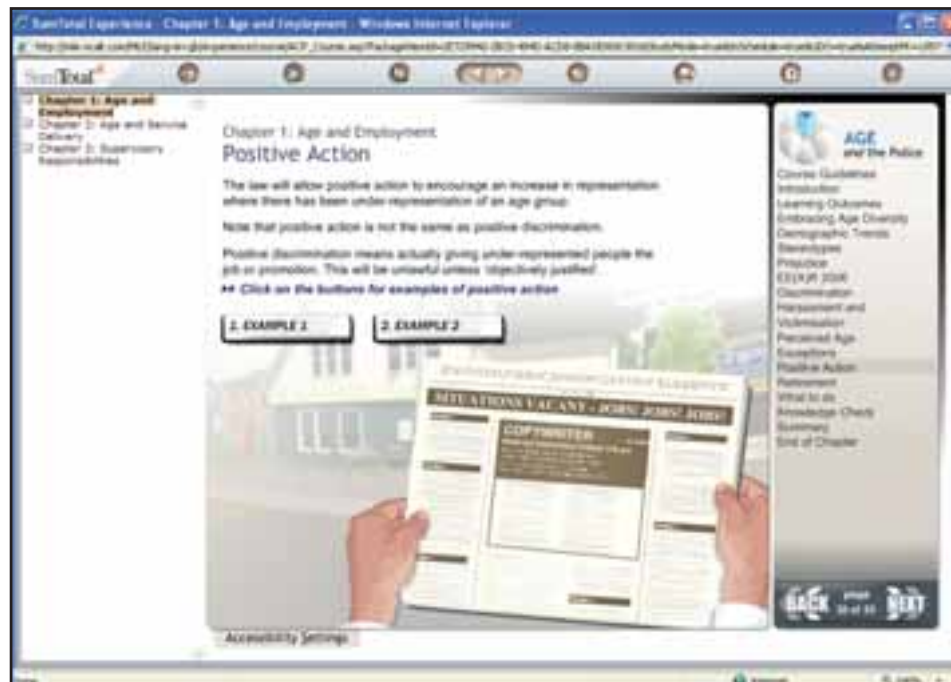 SumTotal Experience - Chapter 1: Age and Employment - Windows Internet Explorer
SumTotal
Chapter 1: Age and
Employment
Chapter 2: Age and Service
Delivery
Chapter 3: Supervisory
Responsibilities
Chapter 1: Age and Employment
Positive Action
The law will allow positive action to encourage an increase in representation
where there has been under-representation of an age group.
Note that positive action is not the same as positive discrimination.
Positive discrimination means actually giving under-represented people the
job or promotion. This will be unlawful unless 'objectively justified'.
Click on the buttons for examples of positive action
1. EXAMPLE 1
2. EXAMPLE 2
SITUATIONS VACANT - JOBS! JOBS! JOBS!
COPYWRITER
Accessibility Settings
AGE
and the Police
Course Guidelines
Introduction
Learning Outcomes
Embracing Age Diversity
Demographic Trends
Stereotypes
Prejudice
EE(A)R 2006
Discrimination
Harassment and
Victimisation
Perceived Age
Exceptions
Positive Action
Retirement
What to do
Knowledge Check
Summary
End of Chapter
BACK
page
NEXT
Internet